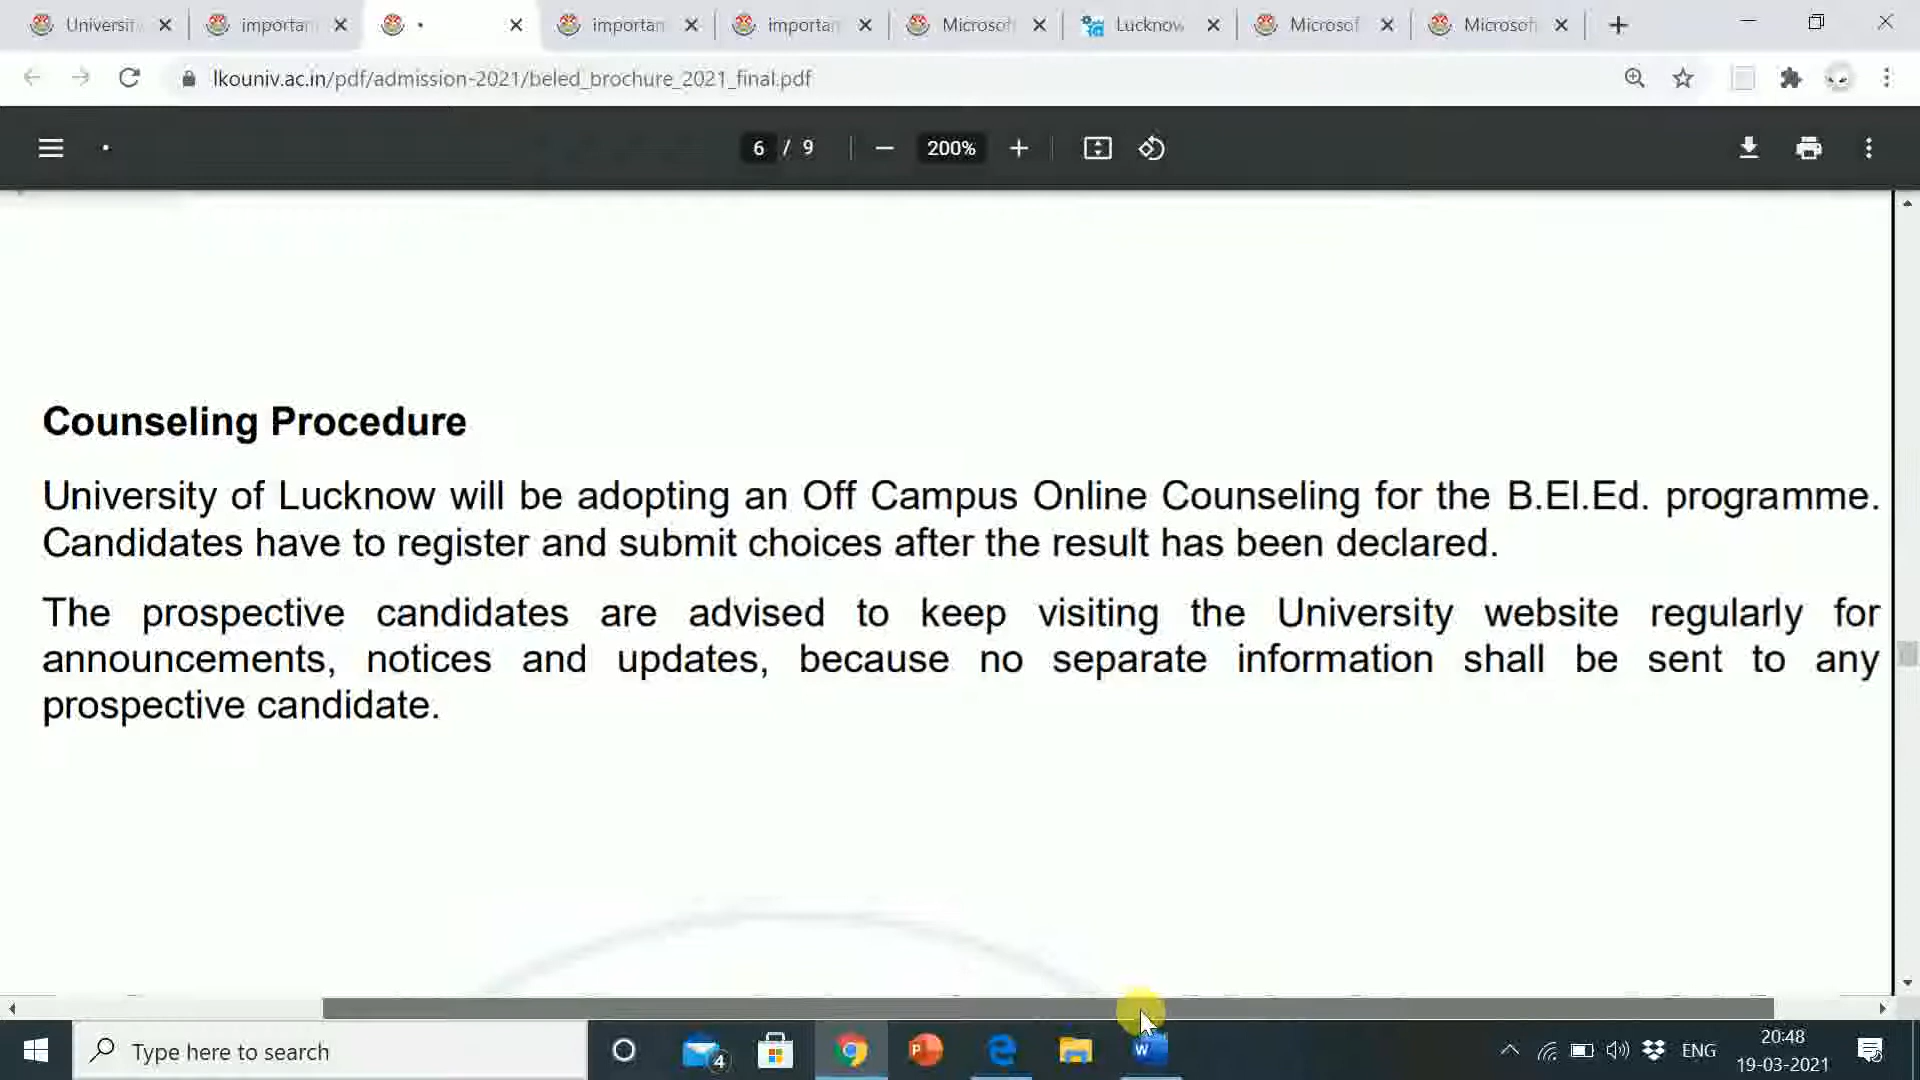 Universit
importan
importan
importan
Microsoft
Lucknow
Microsof
Microsoft
lkouniv.ac.in/pdf/admission-2021/beled_brochure_2021_final.pdf
6 / 9
200%
Counseling Procedure
University of Lucknow will be adopting an Off Campus Online Counseling for the B.El.Ed. programme.
Candidates have to register and submit choices after the result has been declared.
The prospective candidates are advised to keep visiting the University website regularly for
announcements, notices and updates, because no separate information shall be sent to any
prospective candidate.
Type here to search
4
ENG
20:48
19-03-2021